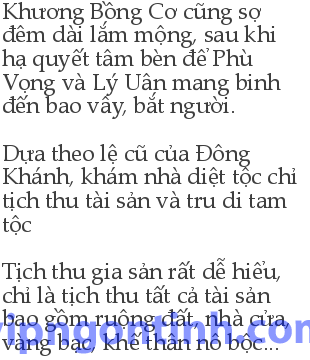 Khương Bồng Cơ cũng sợ
đêm dài lắm mộng, sau khi
hạ quyết tâm bèn để Phù
Vọng và Lý Uân mang binh
đến bao vây, bắt người.
Dựa theo lệ cũ của Đông
Khánh, khám nhà diệt tộc chỉ
tịch thu tài sản và tru di tam
tộc
Tịch thu gia sản rất dễ hiểu,
chỉ là tịch thu tất cả tài sản
bao gồm ruộng đất, nhà cửa,
vàng bạc, khế thân nô bộc...
vipngontinh.com